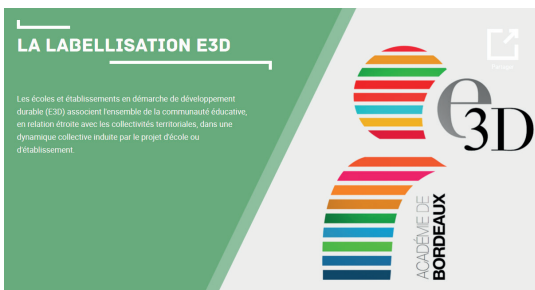 LA LABELLISATION E3D
Les écoles et établissements en démarche de développement
durable (E3D) associent l'ensemble de la communauté éducative,
en relation étroite avec les collectivités territoriales, dans une
dynamique collective induite par le projet d'école ou
d'établissement.
e3D
ACADÉMIE DE
BORDEAUX